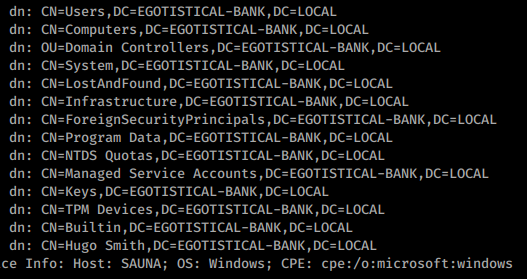 dn: CN=Users,DC=EGOTISTICAL-BANK,DC=LOCAL
dn: CN=Computers,DC=EGOTISTICAL-BANK,DC=LOCAL
dn: OU=Domain Controllers,DC=EGOTISTICAL-BANK,DC=LOCAL
dn: CN=System,DC=EGOTISTICAL-BANK,DC=LOCAL
dn: CN=LostAndFound,DC=EGOTISTICAL-BANK,DC=LOCAL
dn: CN=Infrastructure,DC=EGOTISTICAL-BANK,DC=LOCAL
dn: CN=ForeignSecurityPrincipals,DC=EGOTISTICAL-BANK,DC=LOCAL
dn: CN=Program Data,DC=EGOTISTICAL-BANK,DC=LOCAL
dn: CN=NTDS Quotas,DC=EGOTISTICAL-BANK,DC=LOCAL
dn: CN=Managed Service Accounts,DC=EGOTISTICAL-BANK,DC=LOCAL
dn: CN=Keys,DC=EGOTISTICAL-BANK,DC=LOCAL
dn: CN=TPM Devices,DC=EGOTISTICAL-BANK,DC=LOCAL
dn: CN=Builtin,DC=EGOTISTICAL-BANK,DC=LOCAL
dn: CN=Hugo Smith,DC=EGOTISTICAL-BANK,DC=LOCAL
ce Info: Host: SAUNA; OS: Windows; CPE: cpe:/o:microsoft:windows